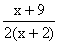 x + 9
2(x + 2)